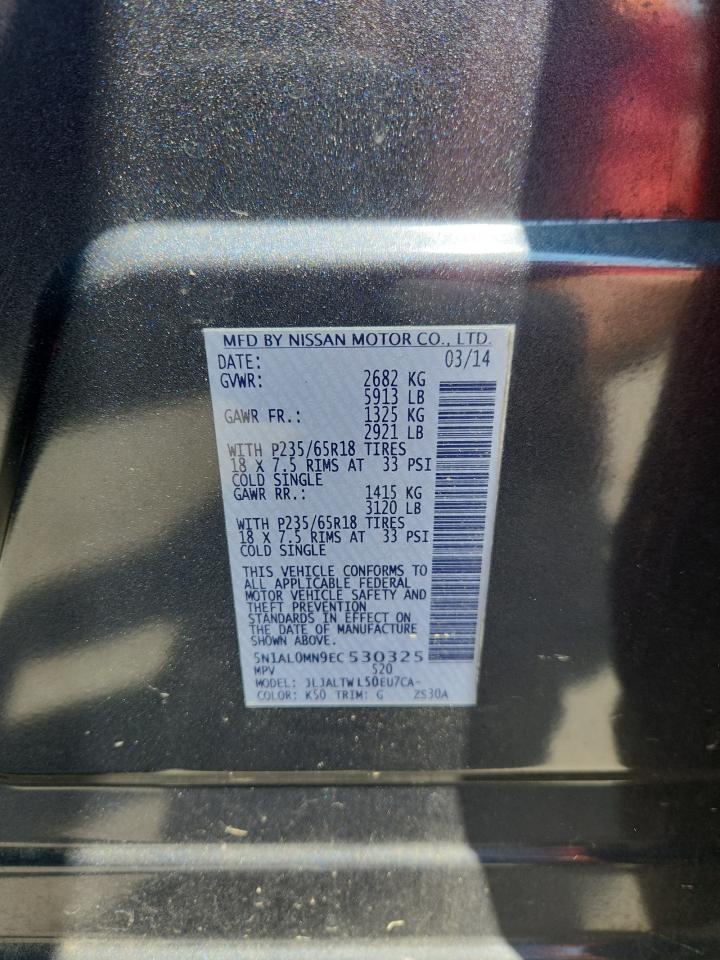 MFD BY NISSAN MOTOR CO., LTD.
DATE: 03/14
GVWR: 2682 KG
5913 LB
GAWR FR.: 1325 KG
2921 LB
WITH P235/65R18 TIRES
18 X 7.5 RIMS AT 33 PSI
COLD SINGLE
GAWR RR.: 1415 KG
3120 LB
WITH P235/65R18 TIRES
18 X 7.5 RIMS AT 33 PSI
COLD SINGLE
THIS VEHICLE CONFORMS TO
ALL APPLICABLE FEDERAL
MOTOR VEHICLE SAFETY AND
THEFT PREVENTION
STANDARDS IN EFFECT ON
THE DATE OF MANUFACTURE
SHOWN ABOVE.
5N1AL0MN9EC530325
MPV 520
MODEL: JLJALTWL50EU7CA-
COLOR: K50 TRIM: G ZS30A